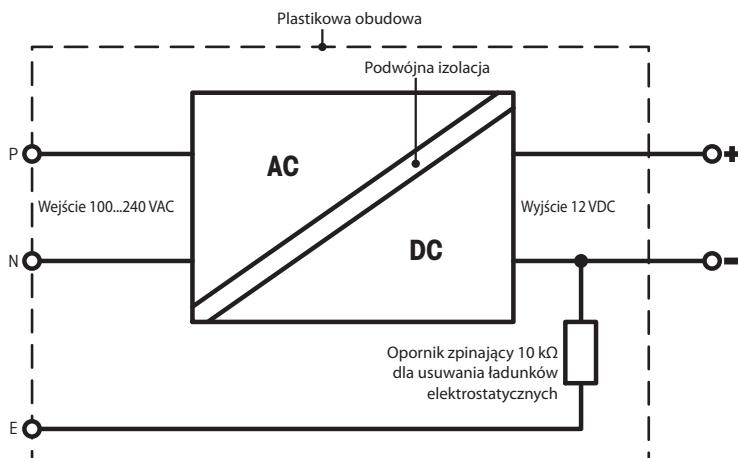 Plastikowa obudowa
Podwójna izolacja
P
AC
+
Wejście 100...240 VAC
Wyjście 12 VDC
DC
N
–
Opornik zpinający 10 kΩ
dla usuwania ładunków
elektrostatycznych
E